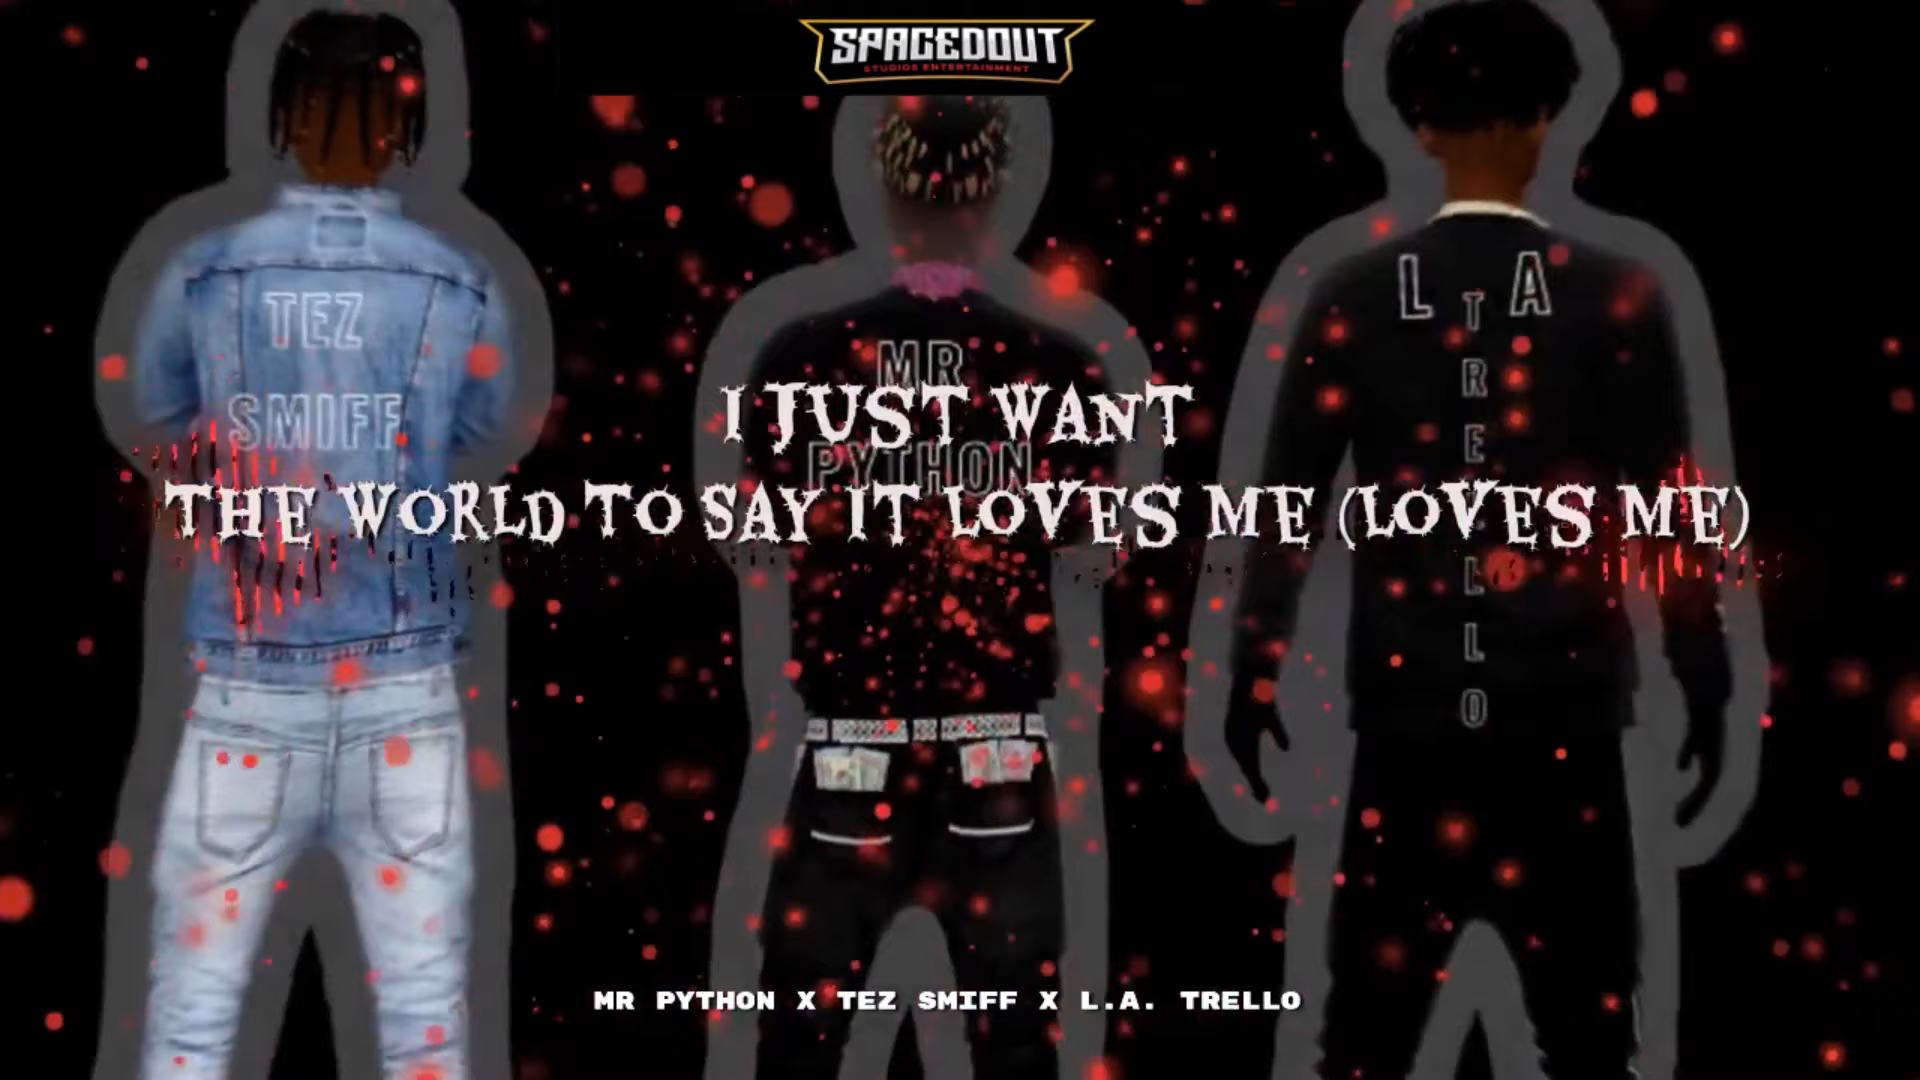 SPACEDOUT
STUDIOS ENTERTAINMENT
TEZ
SMIFF
MR
PYTHON
L A
TRELLO
I JUST WANT
THE WORLD TO SAY IT LOVES ME (LOVES ME)
MR PYTHON X TEZ SMIFF X L.A. TRELLO